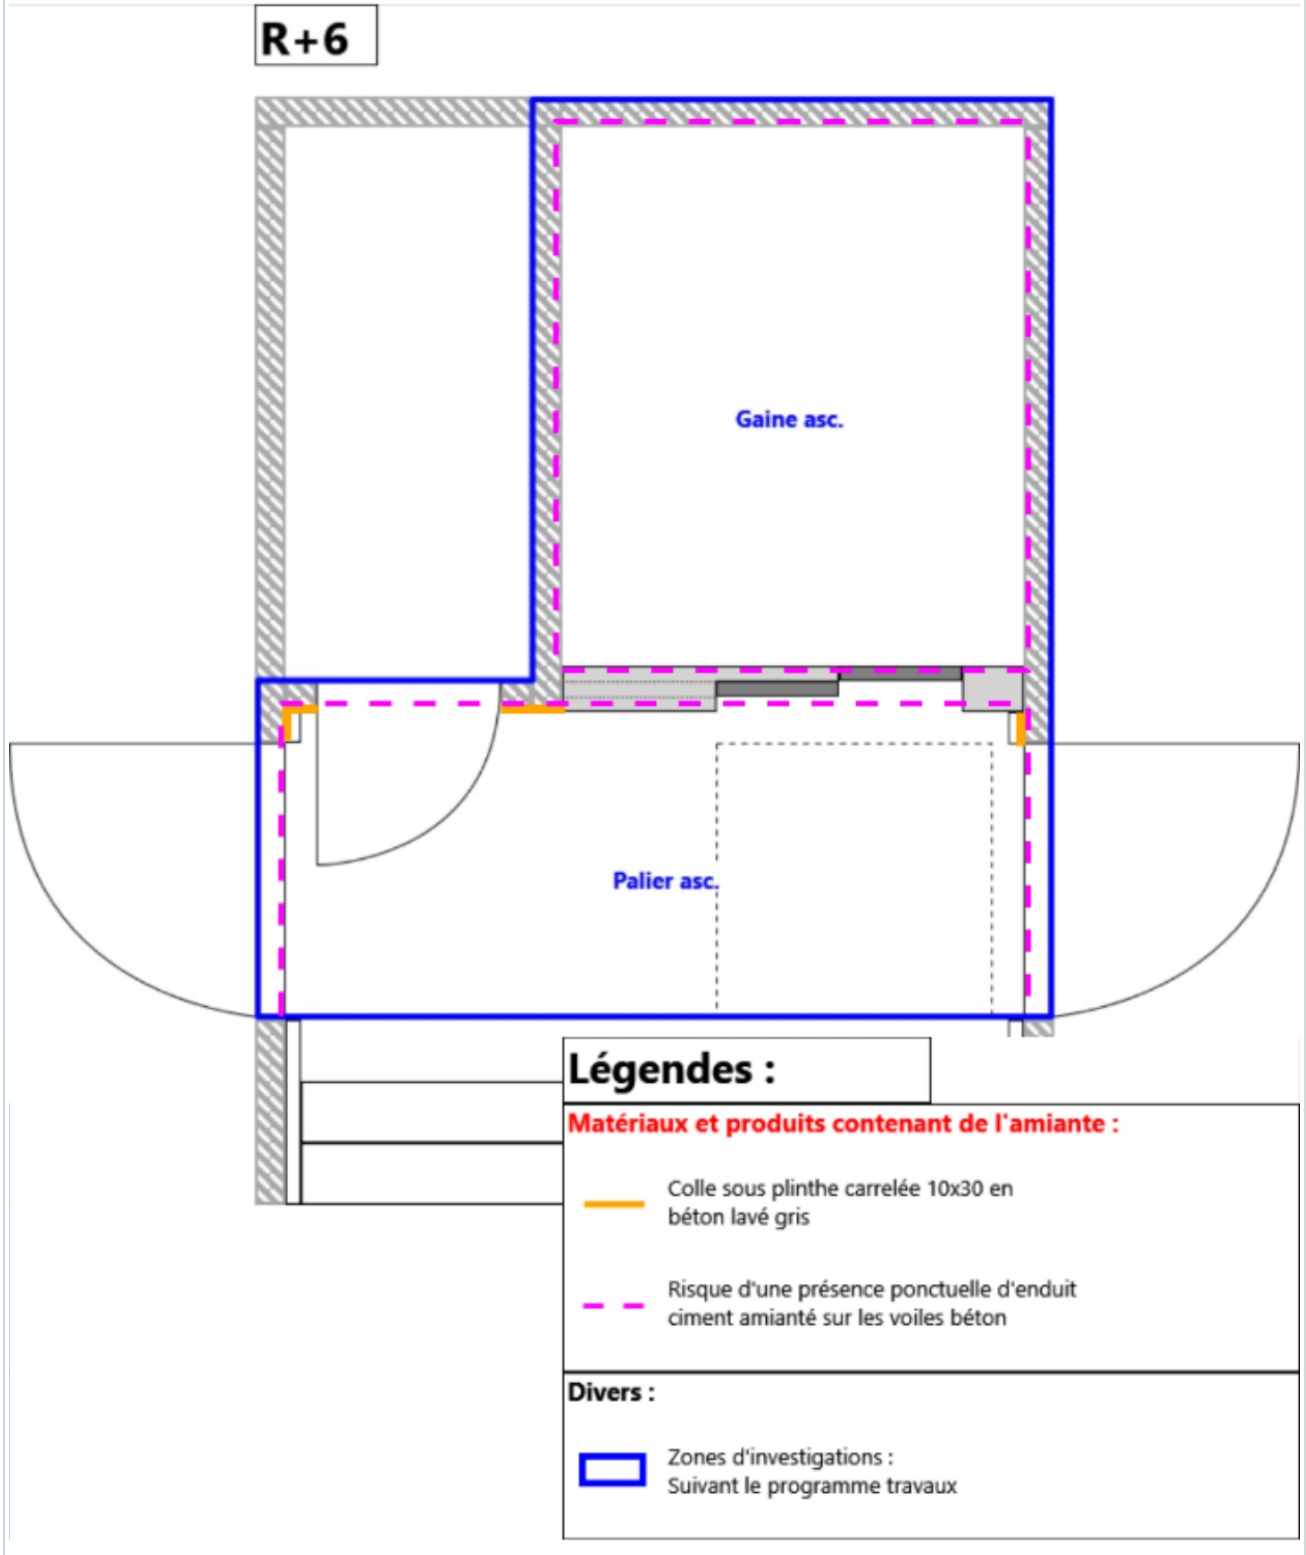 R+6
Gaine asc.
Palier asc.
Légendes :
Matériaux et produits contenant de l'amiante :
Colle sous plinthe carrelée 10x30 en
béton lavé gris
Risque d'une présence ponctuelle d'enduit
ciment amianté sur les voiles béton
Divers :
Zones d'investigations :
Suivant le programme travaux